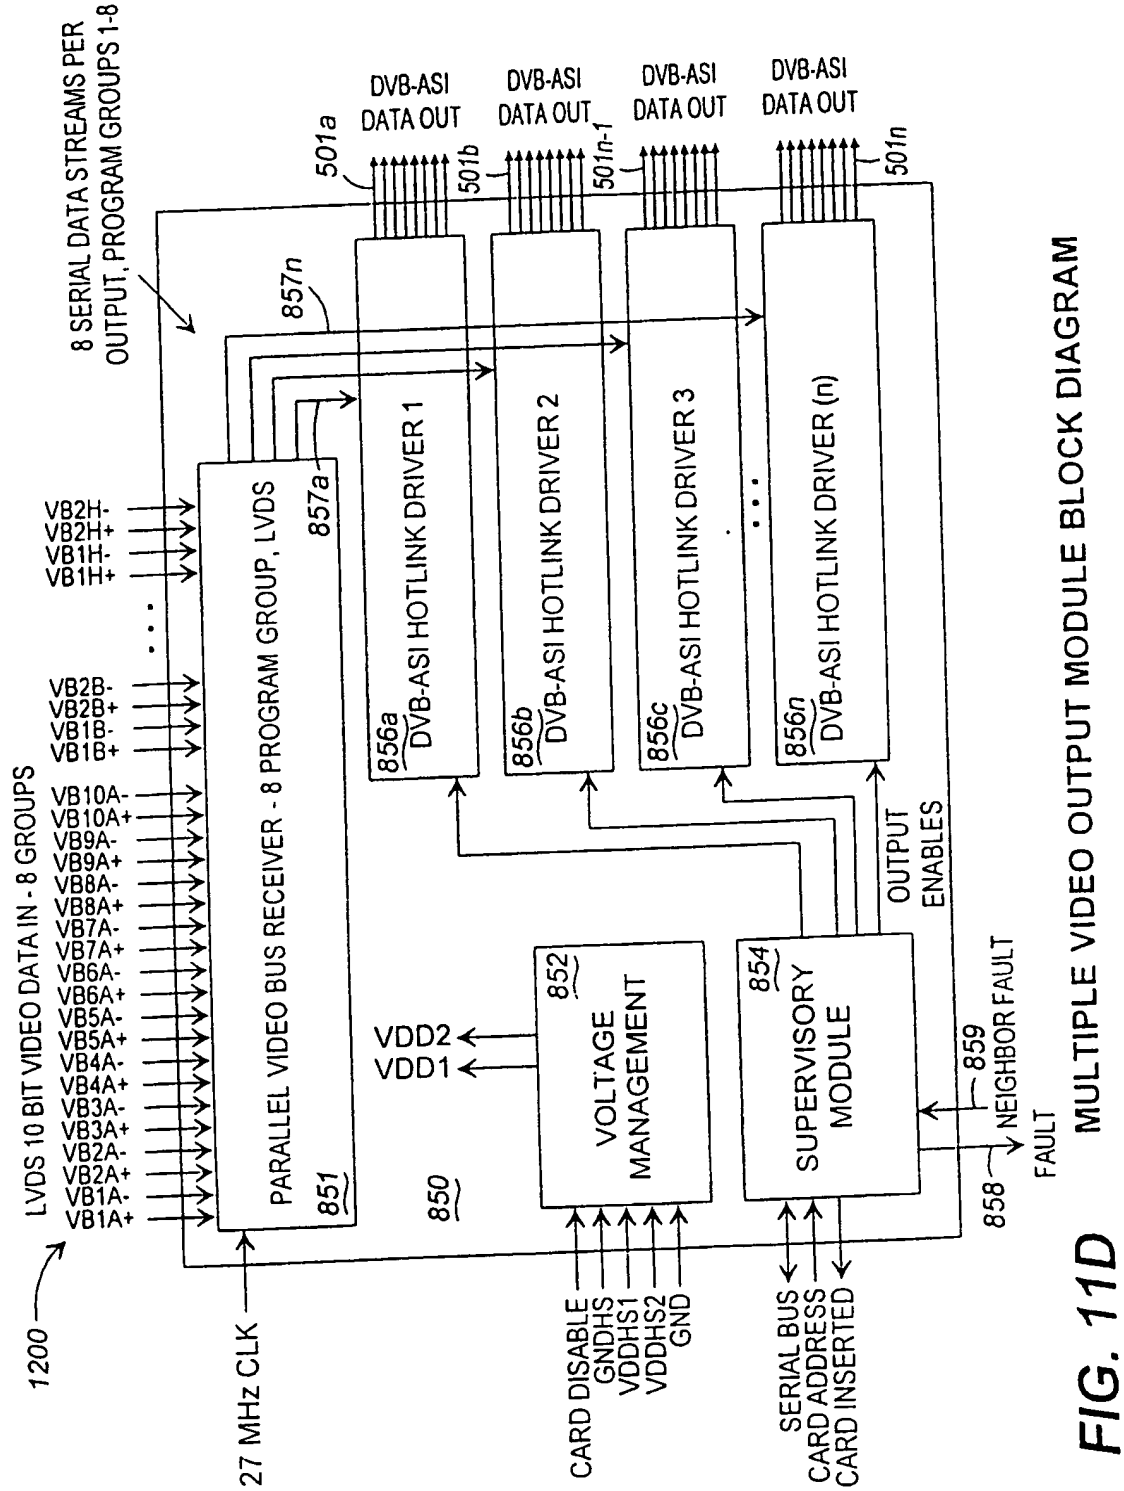 1200
LVDS 10 BIT VIDEO DATA IN - 8 GROUPS
VB1A+
VB1A-
VB2A+
VB2A-
VB3A+
VB3A-
VB4A+
VB4A-
VB5A+
VB5A-
VB6A+
VB6A-
VB7A+
VB7A-
VB8A+
VB8A-
VB9A+
VB9A-
VB10A+
VB10A-
VB1B+
VB1B-
VB2B+
VB2B-
• • •
VB1H+
VB1H-
VB2H+
VB2H-
8 SERIAL DATA STREAMS PER
OUTPUT, PROGRAM GROUPS 1-8
27 MHz CLK
PARALLEL VIDEO BUS RECEIVER - 8 PROGRAM GROUP, LVDS
851
857a
857n
850
856a
DVB-ASI HOTLINK DRIVER 1
501a
DVB-ASI
DATA OUT
856b
DVB-ASI HOTLINK DRIVER 2
501b
DVB-ASI
DATA OUT
856c
DVB-ASI HOTLINK DRIVER 3
501n-1
DVB-ASI
DATA OUT
• • •
856n
DVB-ASI HOTLINK DRIVER (n)
501n
DVB-ASI
DATA OUT
VDD1
VDD2
CARD DISABLE
GNDHS
VDDHS1
VDDHS2
GND
VOLTAGE
MANAGEMENT
852
SERIAL BUS
CARD ADDRESS
CARD INSERTED
SUPERVISORY
MODULE
854
OUTPUT
ENABLES
858
FAULT
859
NEIGHBOR FAULT
FIG. 11D
MULTIPLE VIDEO OUTPUT MODULE BLOCK DIAGRAM